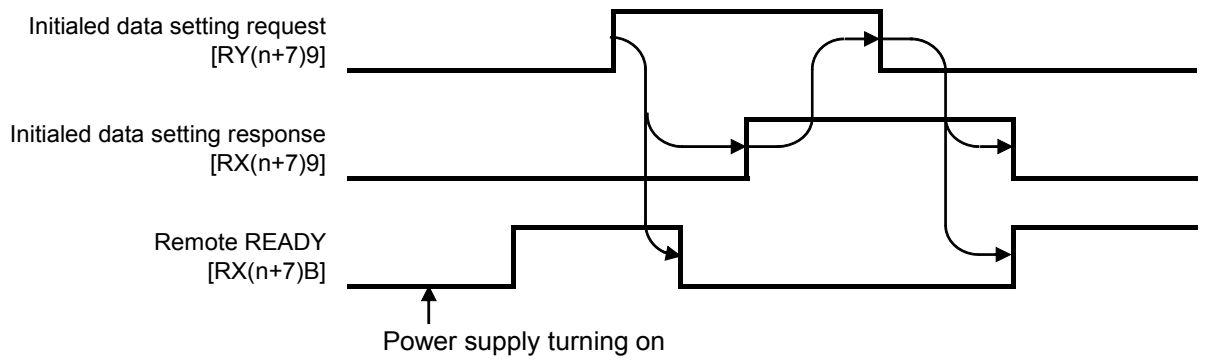 Initialed data setting request
[RY(n+7)9]
Initialed data setting response
[RX(n+7)9]
Remote READY
[RX(n+7)B]
Power supply turning on